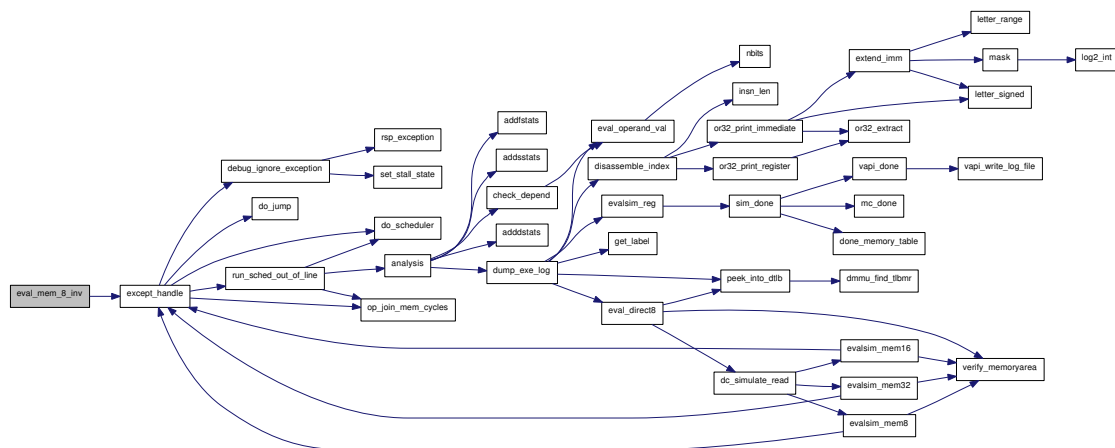 letter_range
nbits
extend_imm
mask
log2_int
insn_len
letter_signed
addfstats
eval_operand_val
or32_print_immediate
or32_extract
rsp_exception
addsstats
debug_ignore_exception
disassemble_index
or32_print_register
vapi_done
vapi_write_log_file
set_stall_state
check_depend
do_jump
evalsim_reg
sim_done
mc_done
do_scheduler
adddstats
get_label
done_memory_table
analysis
run_sched_out_of_line
dump_exe_log
peek_into_dtlb
dmmu_find_tlbmr
eval_mem_8_inv
except_handle
op_join_mem_cycles
eval_direct8
evalsim_mem16
verify_memoryarea
dc_simulate_read
evalsim_mem32
evalsim_mem8